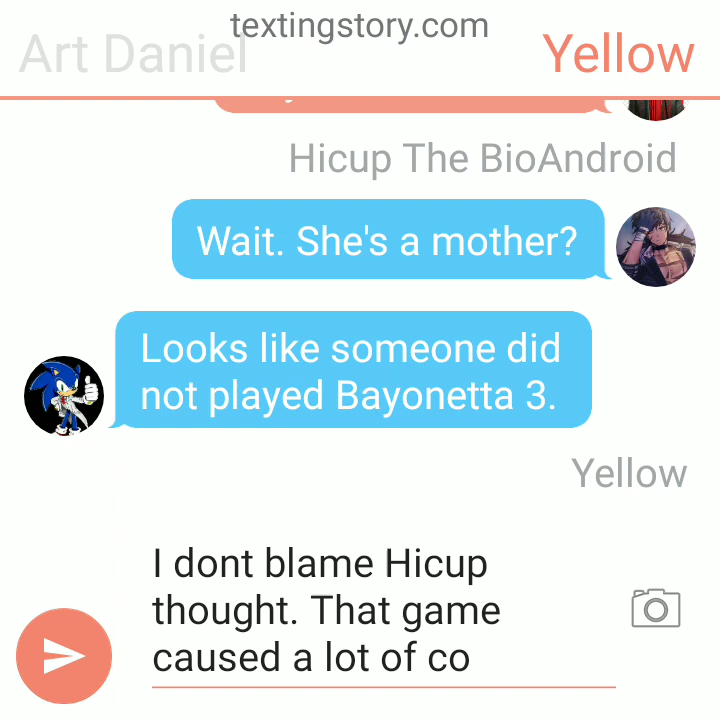 textingstory.com
Art Daniel
Yellow
Hicup The BioAndroid
Wait. She's a mother?
Looks like someone did
not played Bayonetta 3.
Yellow
I dont blame Hicup
thought. That game
caused a lot of co